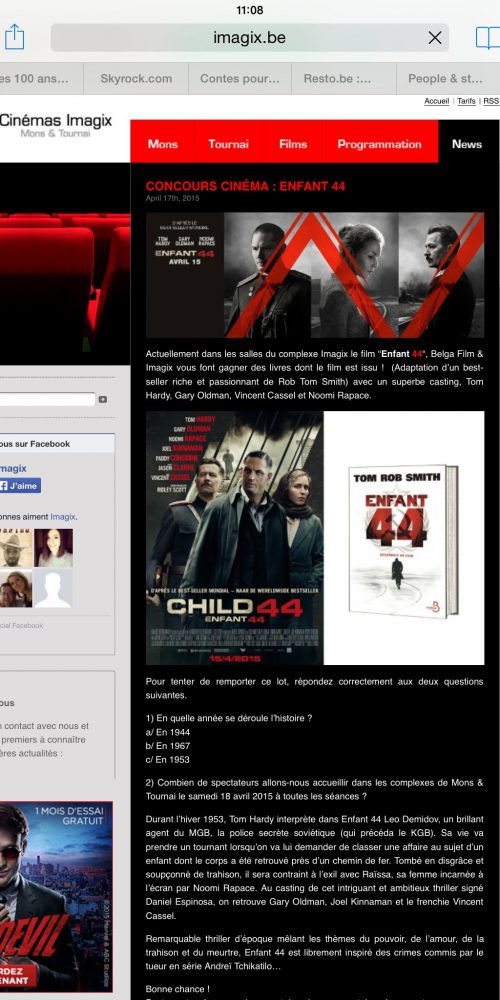 11:08
imagix.be
es 100 ans...
Skyrock.com
Contes pour...
Resto.be :...
People & st...
Accueil | Tarifs | RSS
Cinémas Imagix
Mons & Tournai
Mons
Tournai
Films
Programmation
News
CONCOURS CINÉMA : ENFANT 44
April 17th, 2015
D'APRÈS LE
BEST-SELLER MONDIAL
TOM HARDY
GARY OLDMAN
NOOMI RAPACE
ENFANT 44
AVRIL 15
Actuellement dans les salles du complexe Imagix le film "Enfant 44", Belga Film &
Imagix vous font gagner des livres dont le film est issu ! (Adaptation d'un best-
seller riche et passionnant de Rob Tom Smith) avec un superbe casting, Tom
Hardy, Gary Oldman, Vincent Cassel et Noomi Rapace.
ous sur Facebook
magix
J'aime
onnes aiment Imagix.
cial Facebook
TOM HARDY
GARY OLDMAN
NOOMI RAPACE
JOEL KINNAMAN
PADDY CONSIDINE
JASON CLARKE
VINCENT CASSEL
RIDLEY SCOTT
D'APRÈS LE BEST-SELLER MONDIAL - NAAR DE WERELDWIJDE BESTSELLER
CHILD 44
ENFANT 44
15/4/2015
TOM ROB SMITH
ENFANT
44
B
Pour tenter de remporter ce lot, répondez correctement aux deux questions
suivantes.
1) En quelle année se déroule l'histoire ?
a/ En 1944
b/ En 1967
c/ En 1953
2) Combien de spectateurs allons-nous accueillir dans les complexes de Mons &
Tournai le samedi 18 avril 2015 à toutes les séances ?
Durant l'hiver 1953, Tom Hardy interprète dans Enfant 44 Leo Demidov, un brillant
agent du MGB, la police secrète soviétique (qui précéda le KGB). Sa vie va
prendre un tournant lorsqu'on va lui demander de classer une affaire au sujet d'un
enfant dont le corps a été retrouvé près d'un chemin de fer. Tombé en disgrâce et
soupçonné de trahison, il sera contraint à l'exil avec Raïssa, sa femme incarnée à
l'écran par Noomi Rapace. Au casting de cet intriguant et ambitieux thriller signé
Daniel Espinosa, on retrouve Gary Oldman, Joel Kinnaman et le frenchie Vincent
Cassel.
Remarquable thriller d'époque mêlant les thèmes du pouvoir, de l'amour, de la
trahison et du meurtre, Enfant 44 est librement inspiré des crimes commis par le
tueur en série Andreï Tchikatilo…
Bonne chance !
ous
n contact avec nous et
premiers à connaître
ères actualités :
1 MOIS D'ESSAI
GRATUIT
EVIL
RDEZ
TENANT
©2015 Marvel & ABC Studios